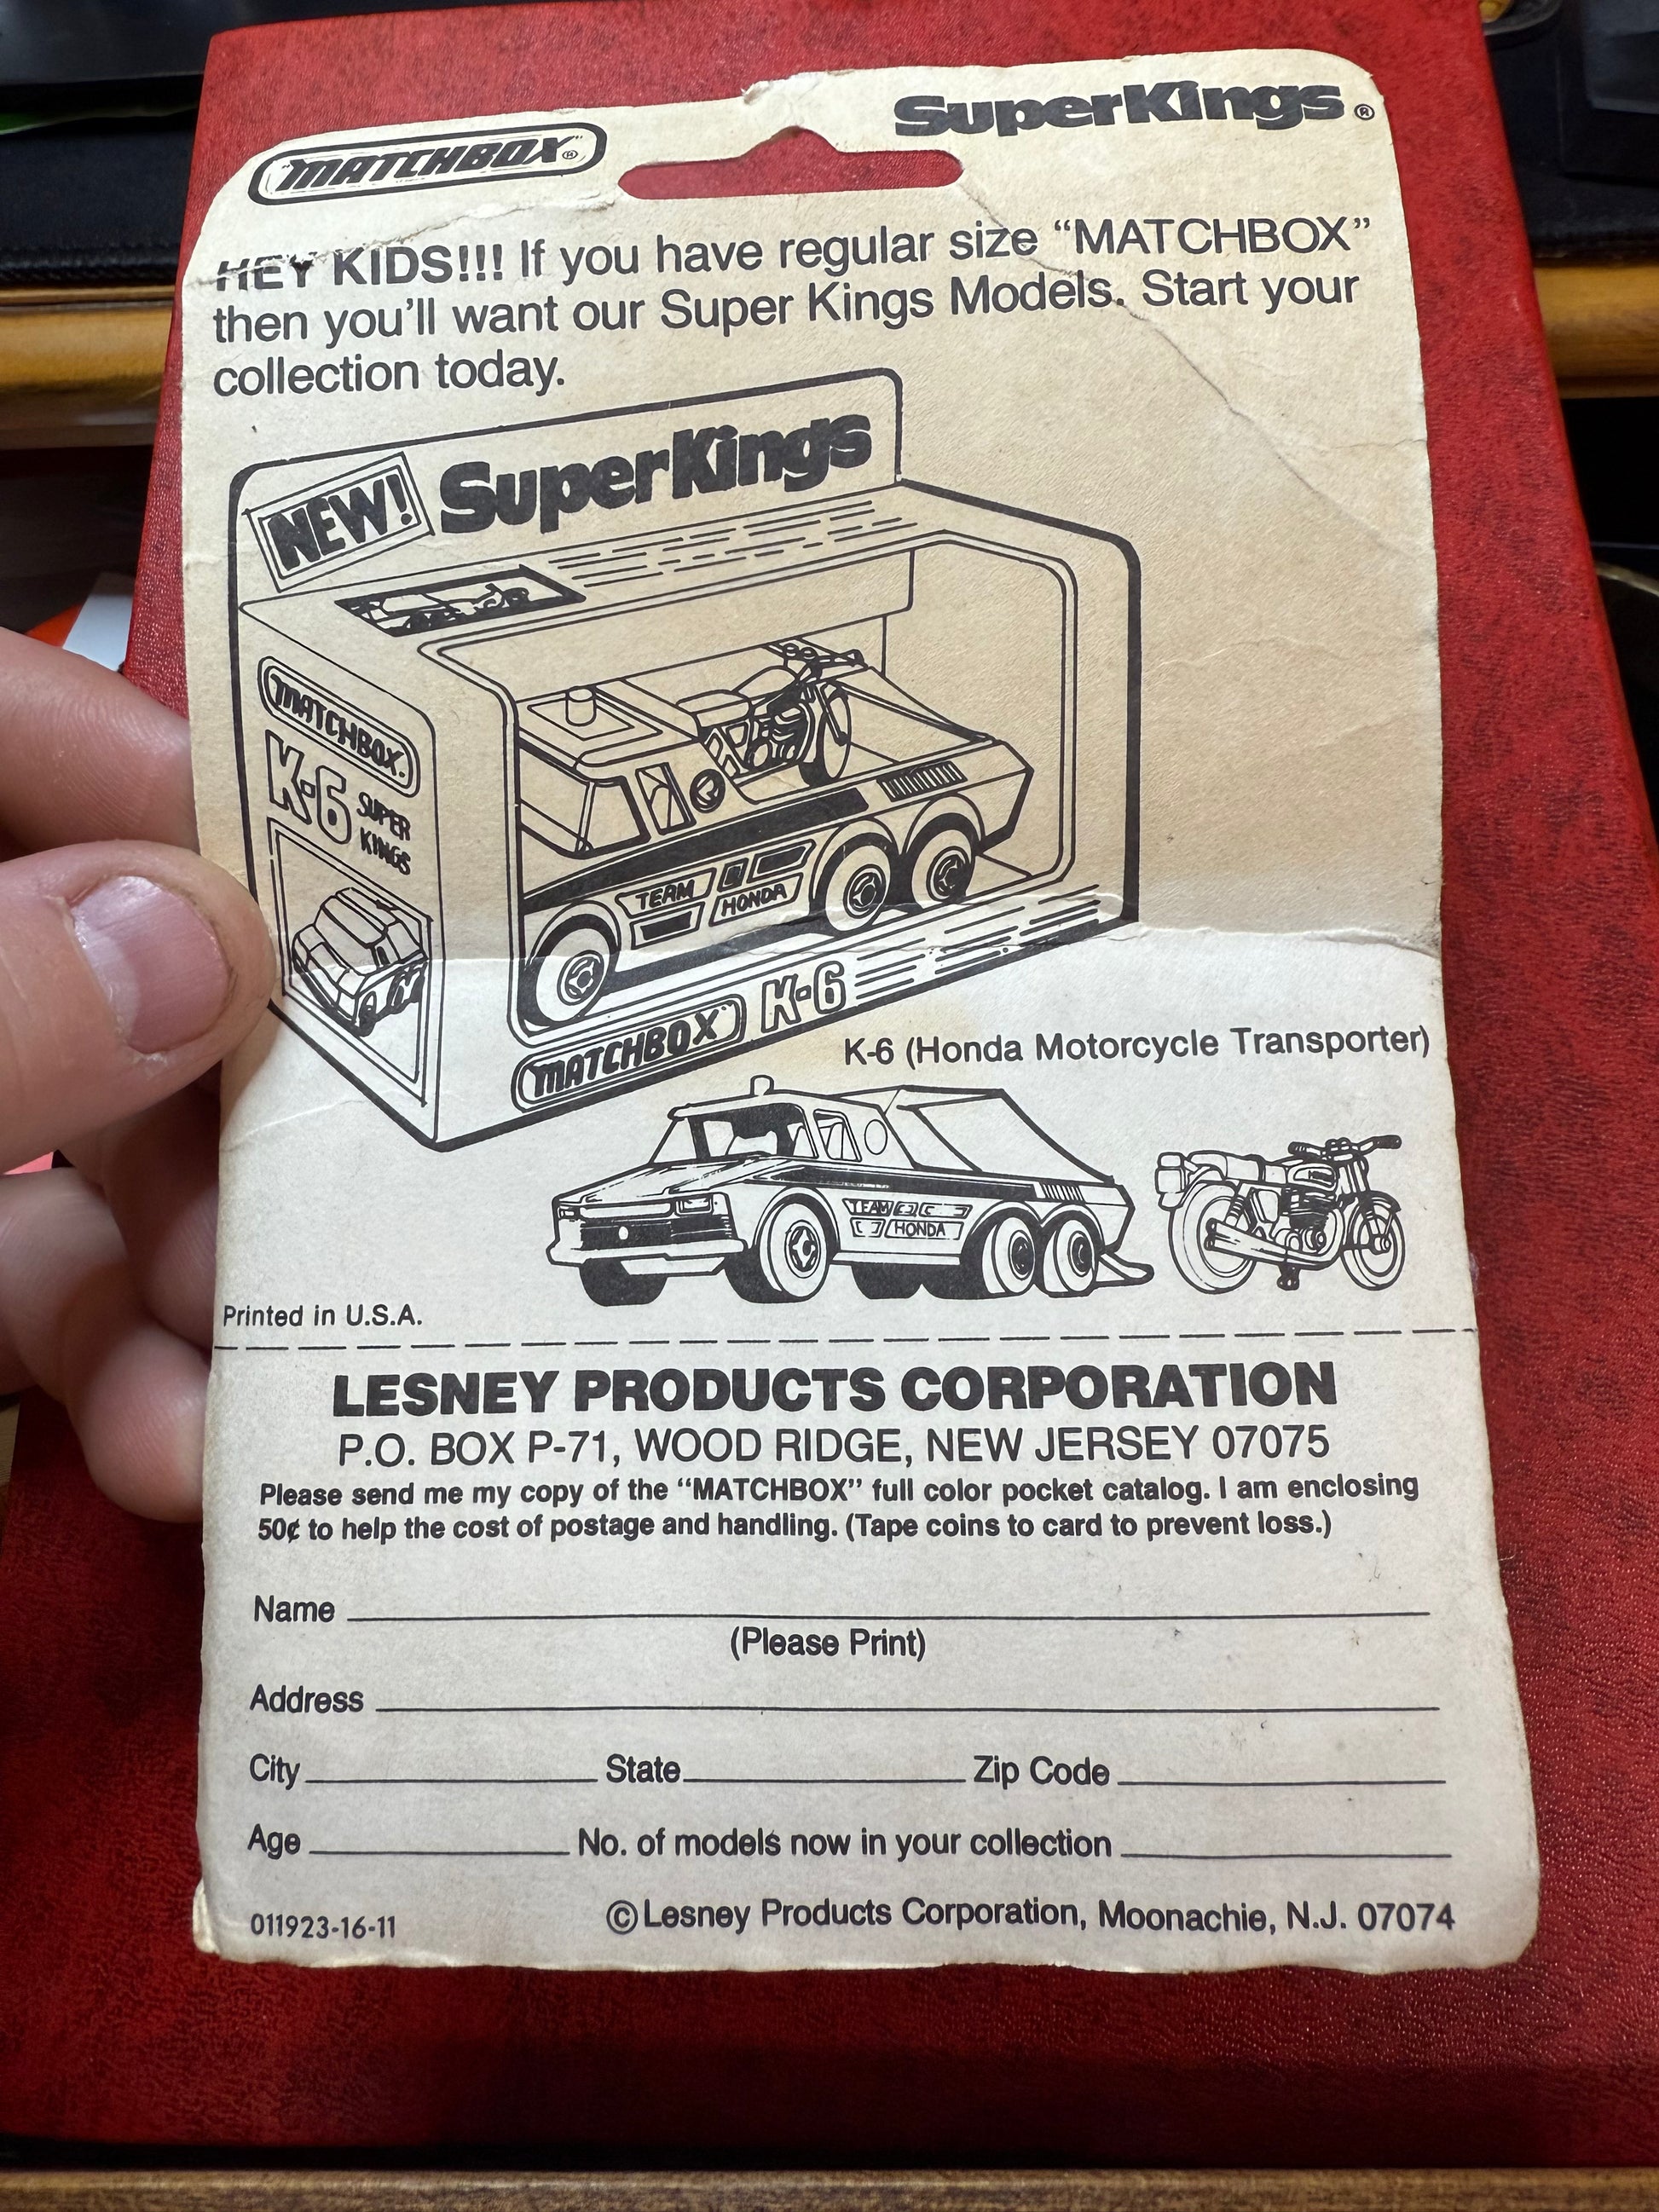 "MATCHBOX"®
SuperKings®
HEY KIDS!!! If you have regular size “MATCHBOX”
then you'll want our Super Kings Models. Start your
collection today.
NEW! SuperKings
MATCHBOX
K-6 SUPER
KINGS
TEAM
HONDA
MATCHBOX K-6
K-6 (Honda Motorcycle Transporter)
TEAM
HONDA
Printed in U.S.A.
LESNEY PRODUCTS CORPORATION
P.O. BOX P-71, WOOD RIDGE, NEW JERSEY 07075
Please send me my copy of the “MATCHBOX” full color pocket catalog. I am enclosing
50¢ to help the cost of postage and handling. (Tape coins to card to prevent loss.)
Name
(Please Print)
Address
City State Zip Code
Age No. of models now in your collection
011923-16-11 ©Lesney Products Corporation, Moonachie, N.J. 07074